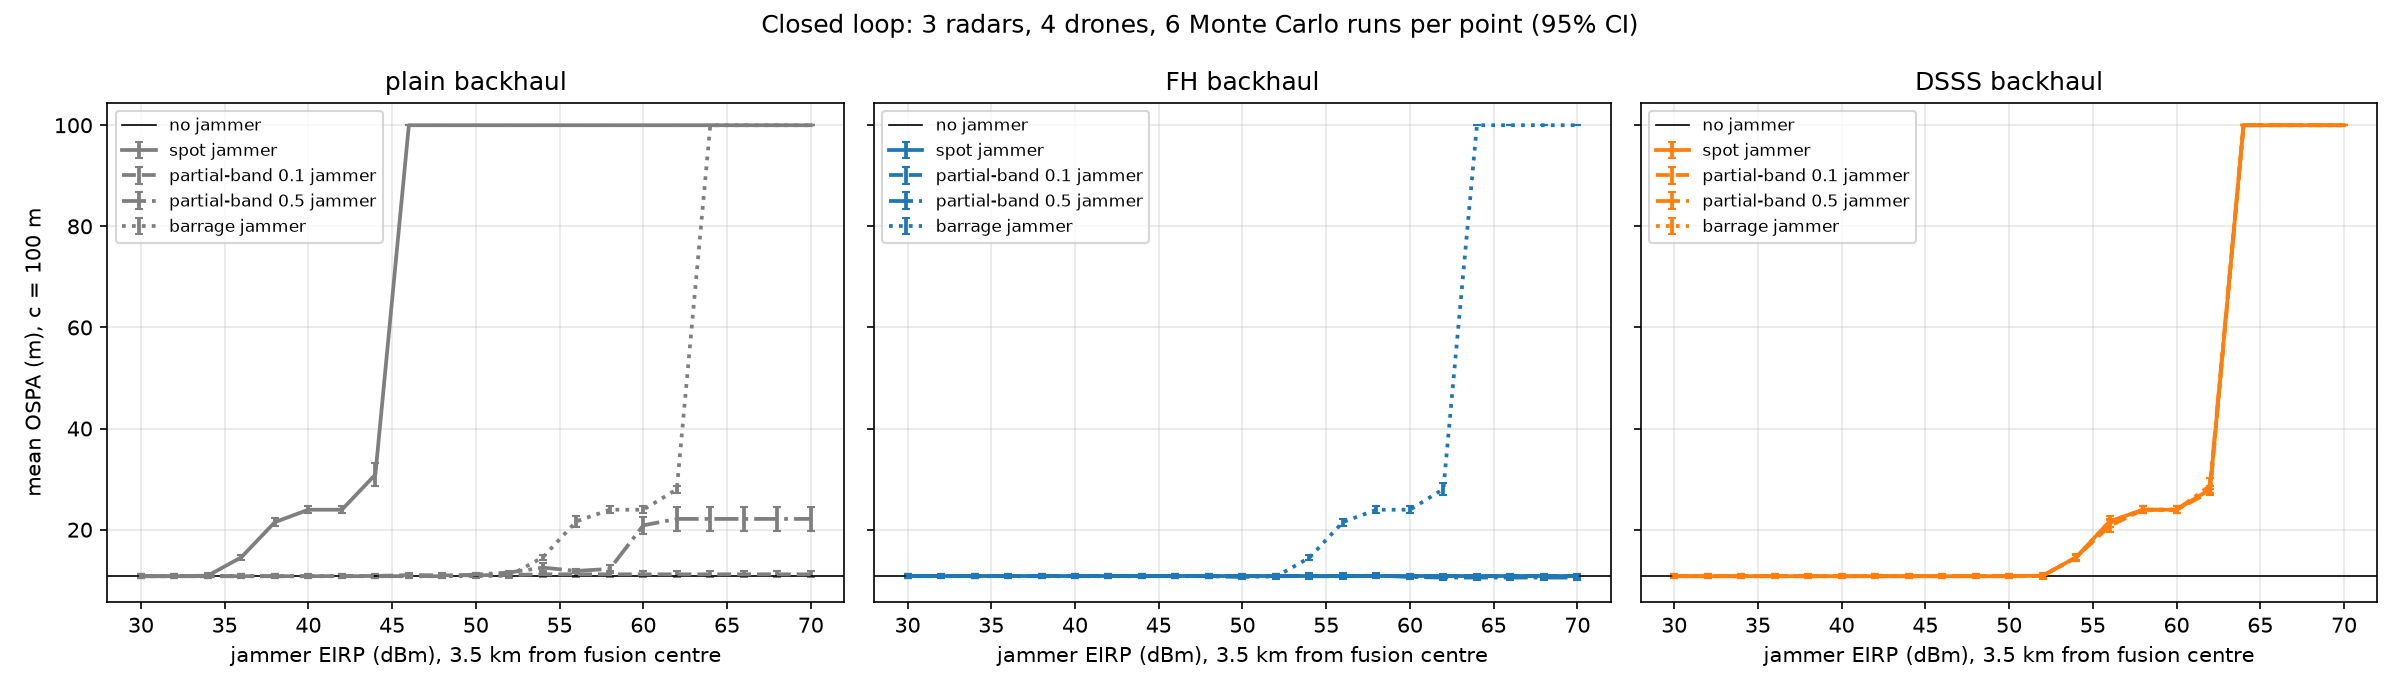 Closed loop: 3 radars, 4 drones, 6 Monte Carlo runs per point (95% CI)
plain backhaul
FH backhaul
DSSS backhaul
mean OSPA (m), c = 100 m
100
80
60
40
20
no jammer
spot jammer
partial-band 0.1 jammer
partial-band 0.5 jammer
barrage jammer
no jammer
spot jammer
partial-band 0.1 jammer
partial-band 0.5 jammer
barrage jammer
no jammer
spot jammer
partial-band 0.1 jammer
partial-band 0.5 jammer
barrage jammer
30 35 40 45 50 55 60 65 70
30 35 40 45 50 55 60 65 70
30 35 40 45 50 55 60 65 70
jammer EIRP (dBm), 3.5 km from fusion centre
jammer EIRP (dBm), 3.5 km from fusion centre
jammer EIRP (dBm), 3.5 km from fusion centre